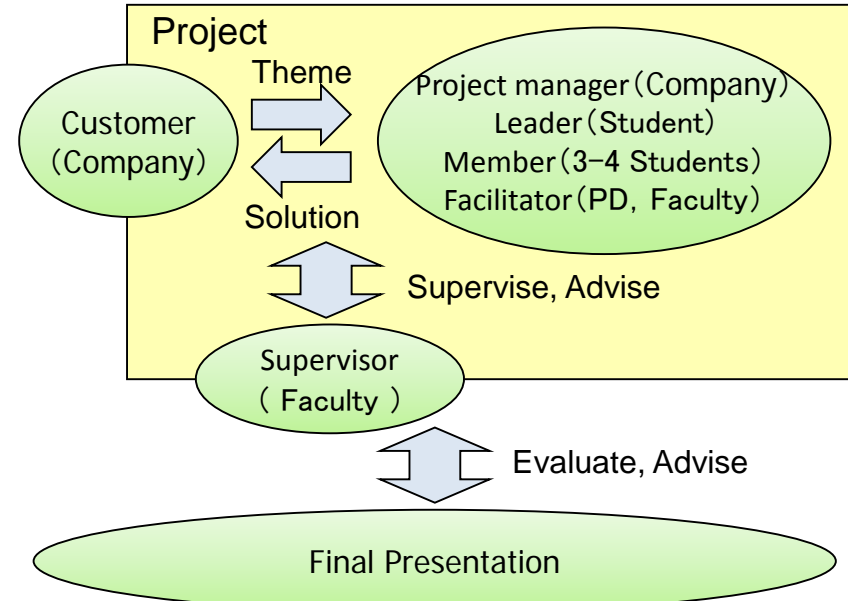 Project
Theme
Customer
（Company）
Project manager（Company）
Leader（Student）
Member（3-4 Students）
Facilitator（PD, Faculty）
Solution
Supervise, Advise
Supervisor
（ Faculty ）
Evaluate, Advise
Final Presentation